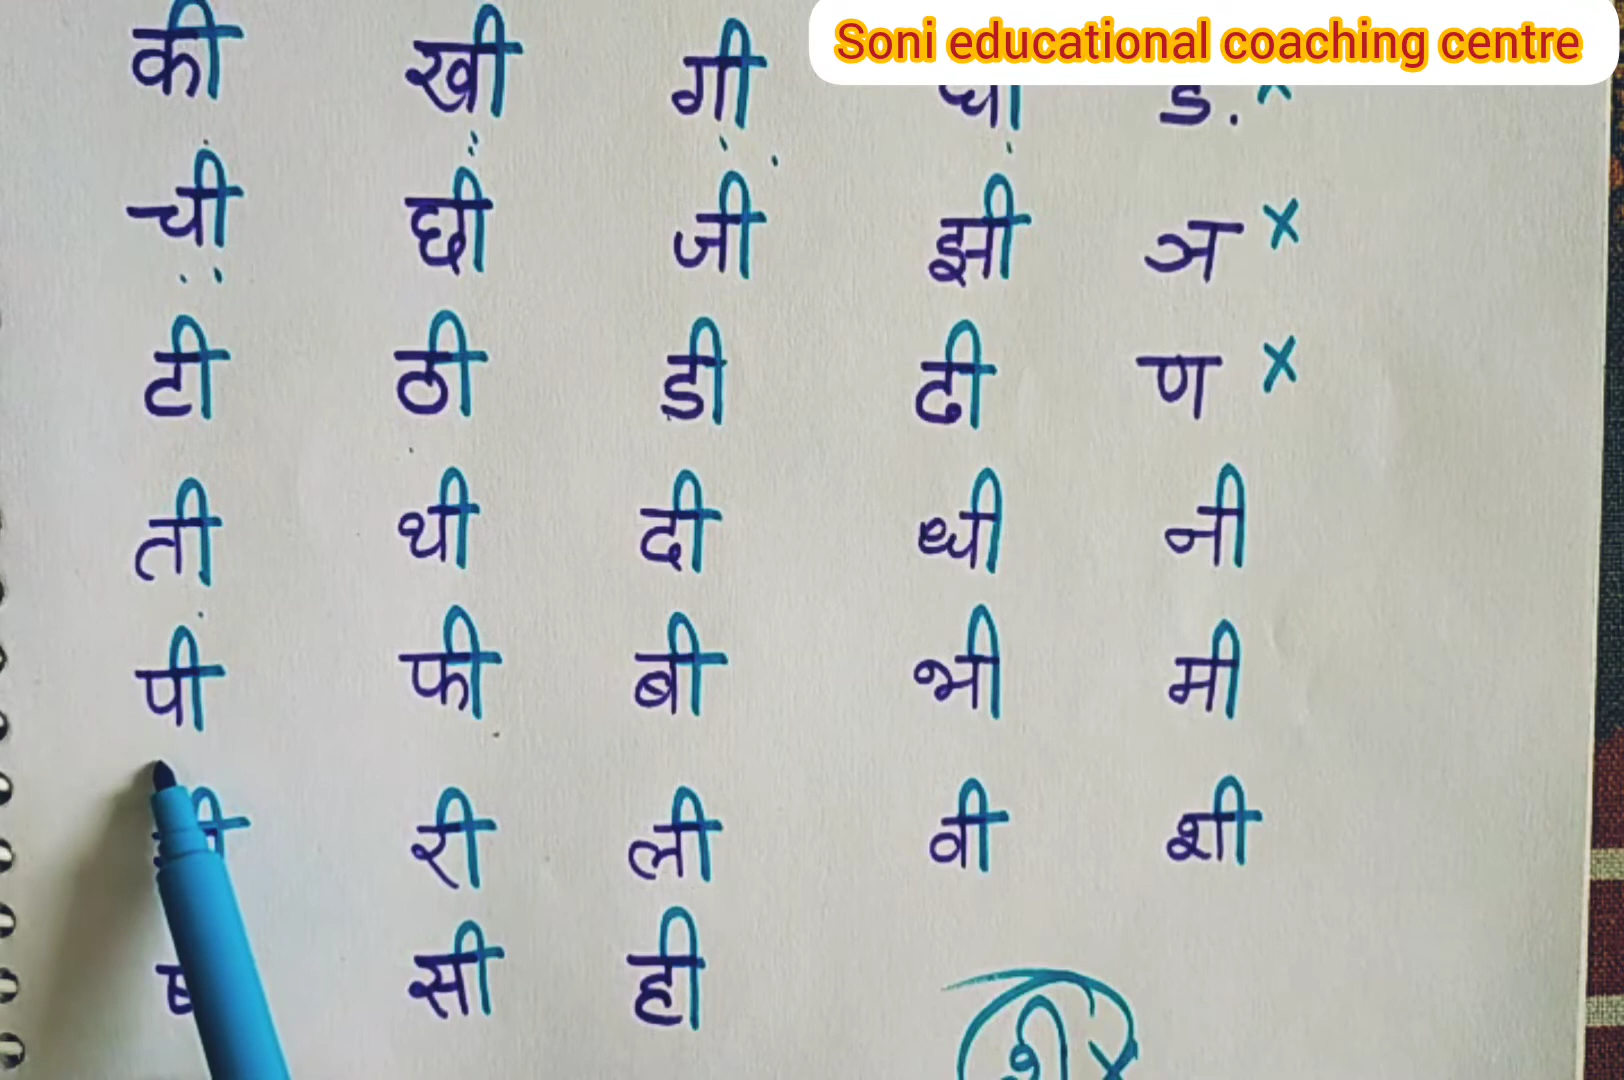 Soni educational coaching centre
की खी गी घी ङ ×
ची छी जी झी ञ ×
टी ठी डी ढी ण ×
ती थी दी धी नी
पी फी बी भी मी
री ली वी शी
सी ही